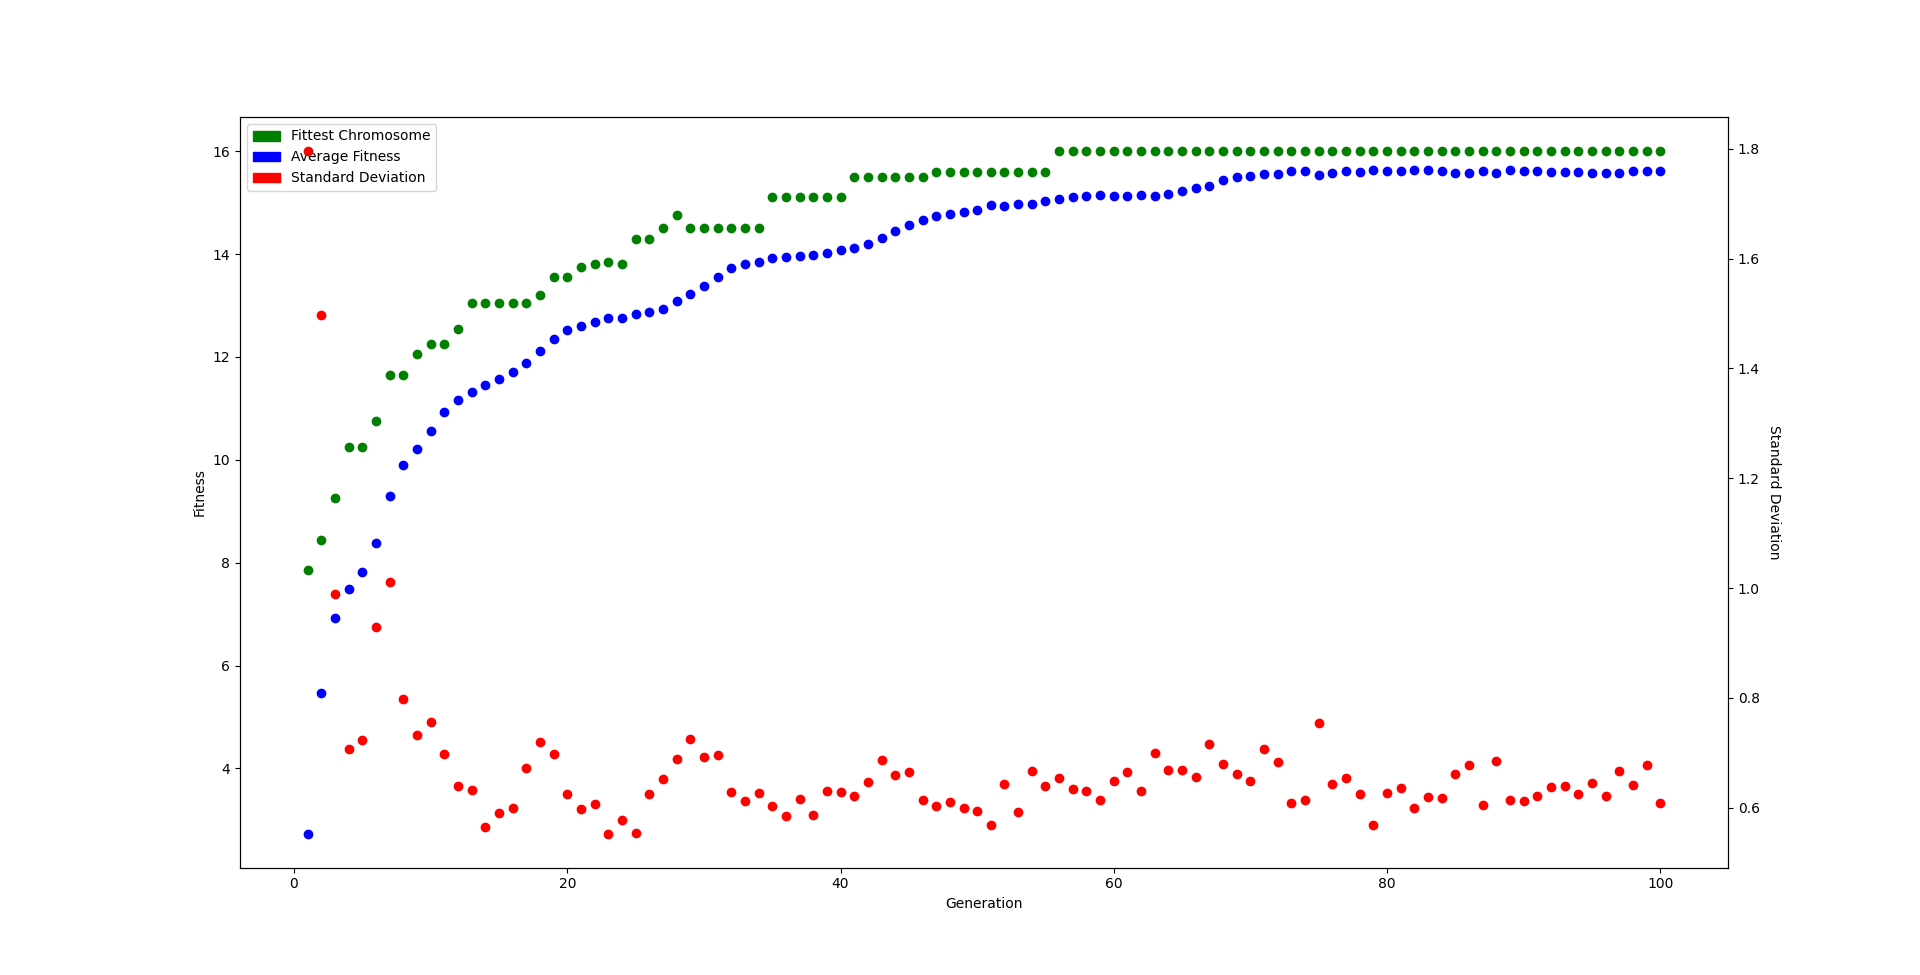 Fittest Chromosome
Average Fitness
Standard Deviation
16
14
12
10
8
6
4
Fitness
1.8
1.6
1.4
1.2
1.0
0.8
0.6
Standard Deviation
0 20 40 60 80 100
Generation